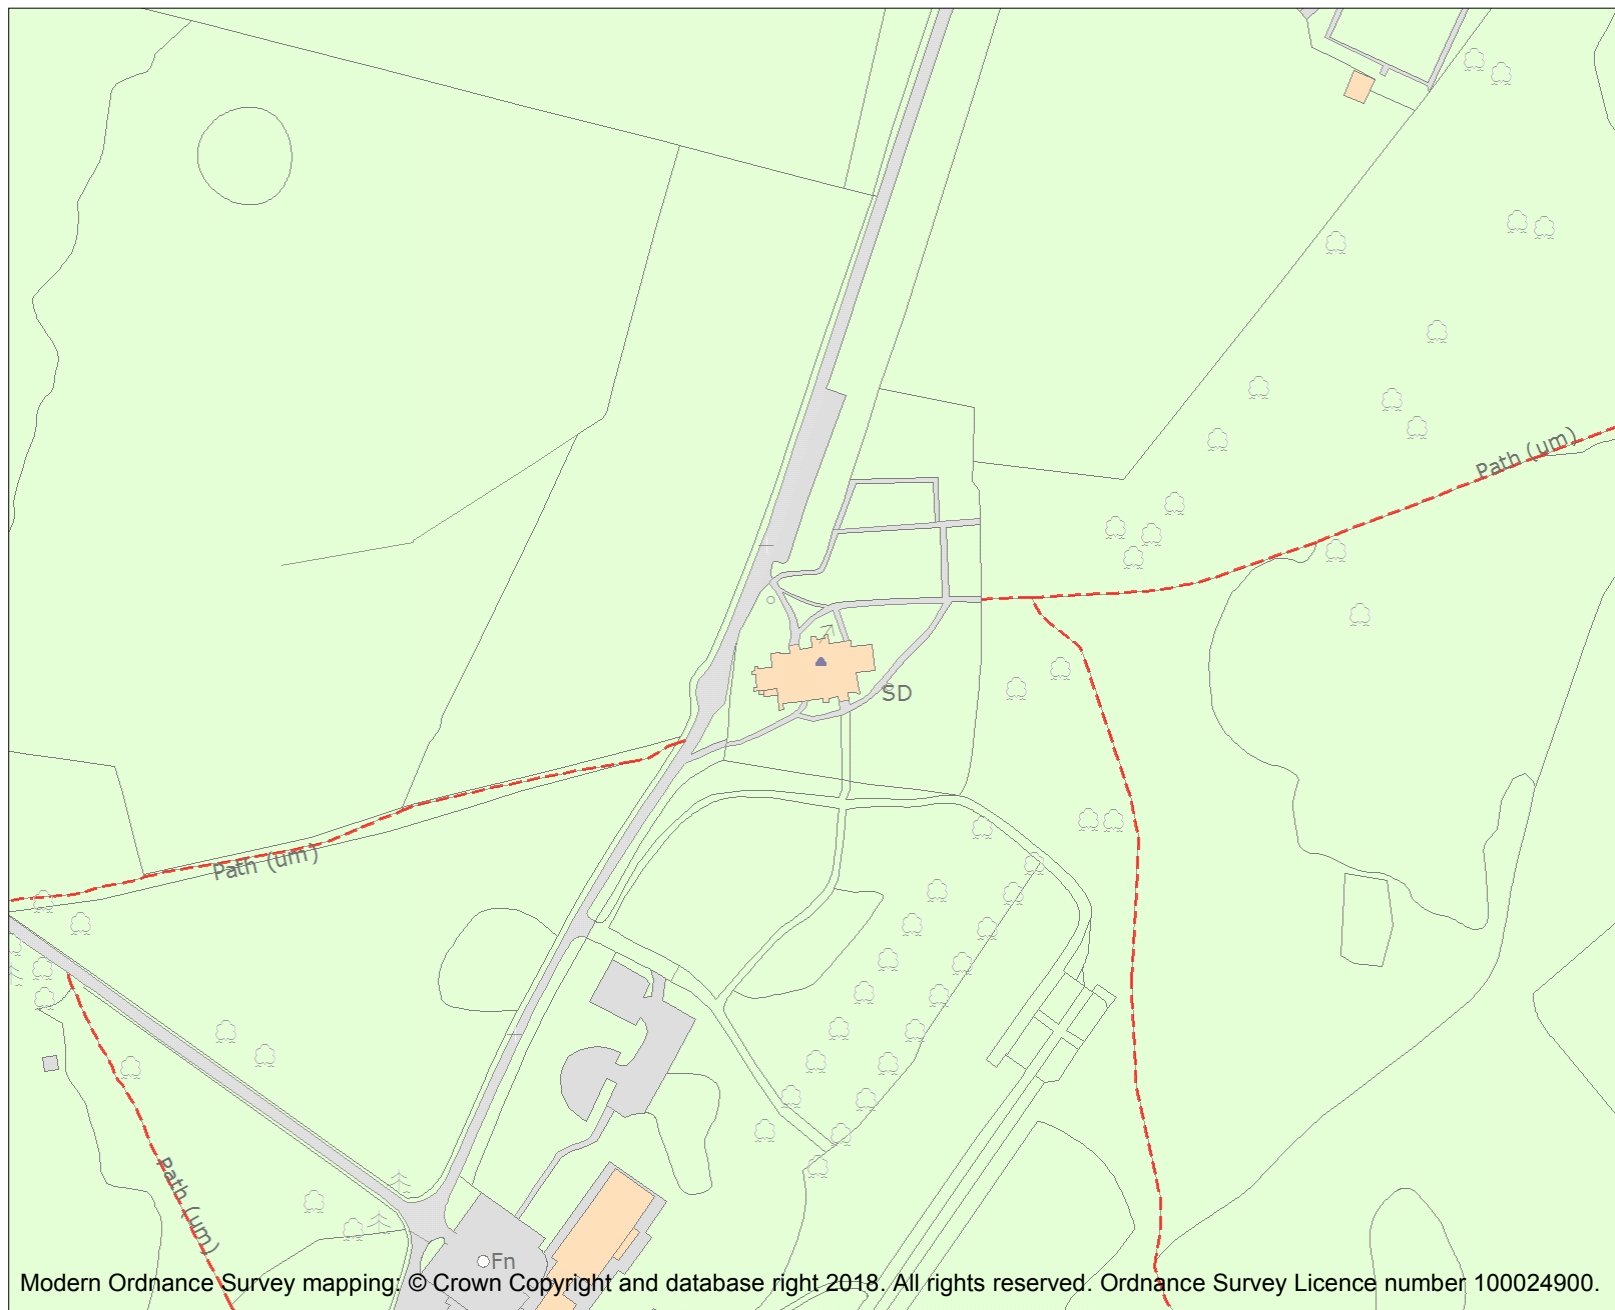 Path (um)
SD
Path (um)
Path (um)
Fn
Modern Ordnance Survey mapping: © Crown Copyright and database right 2018. All rights reserved. Ordnance Survey Licence number 100024900.